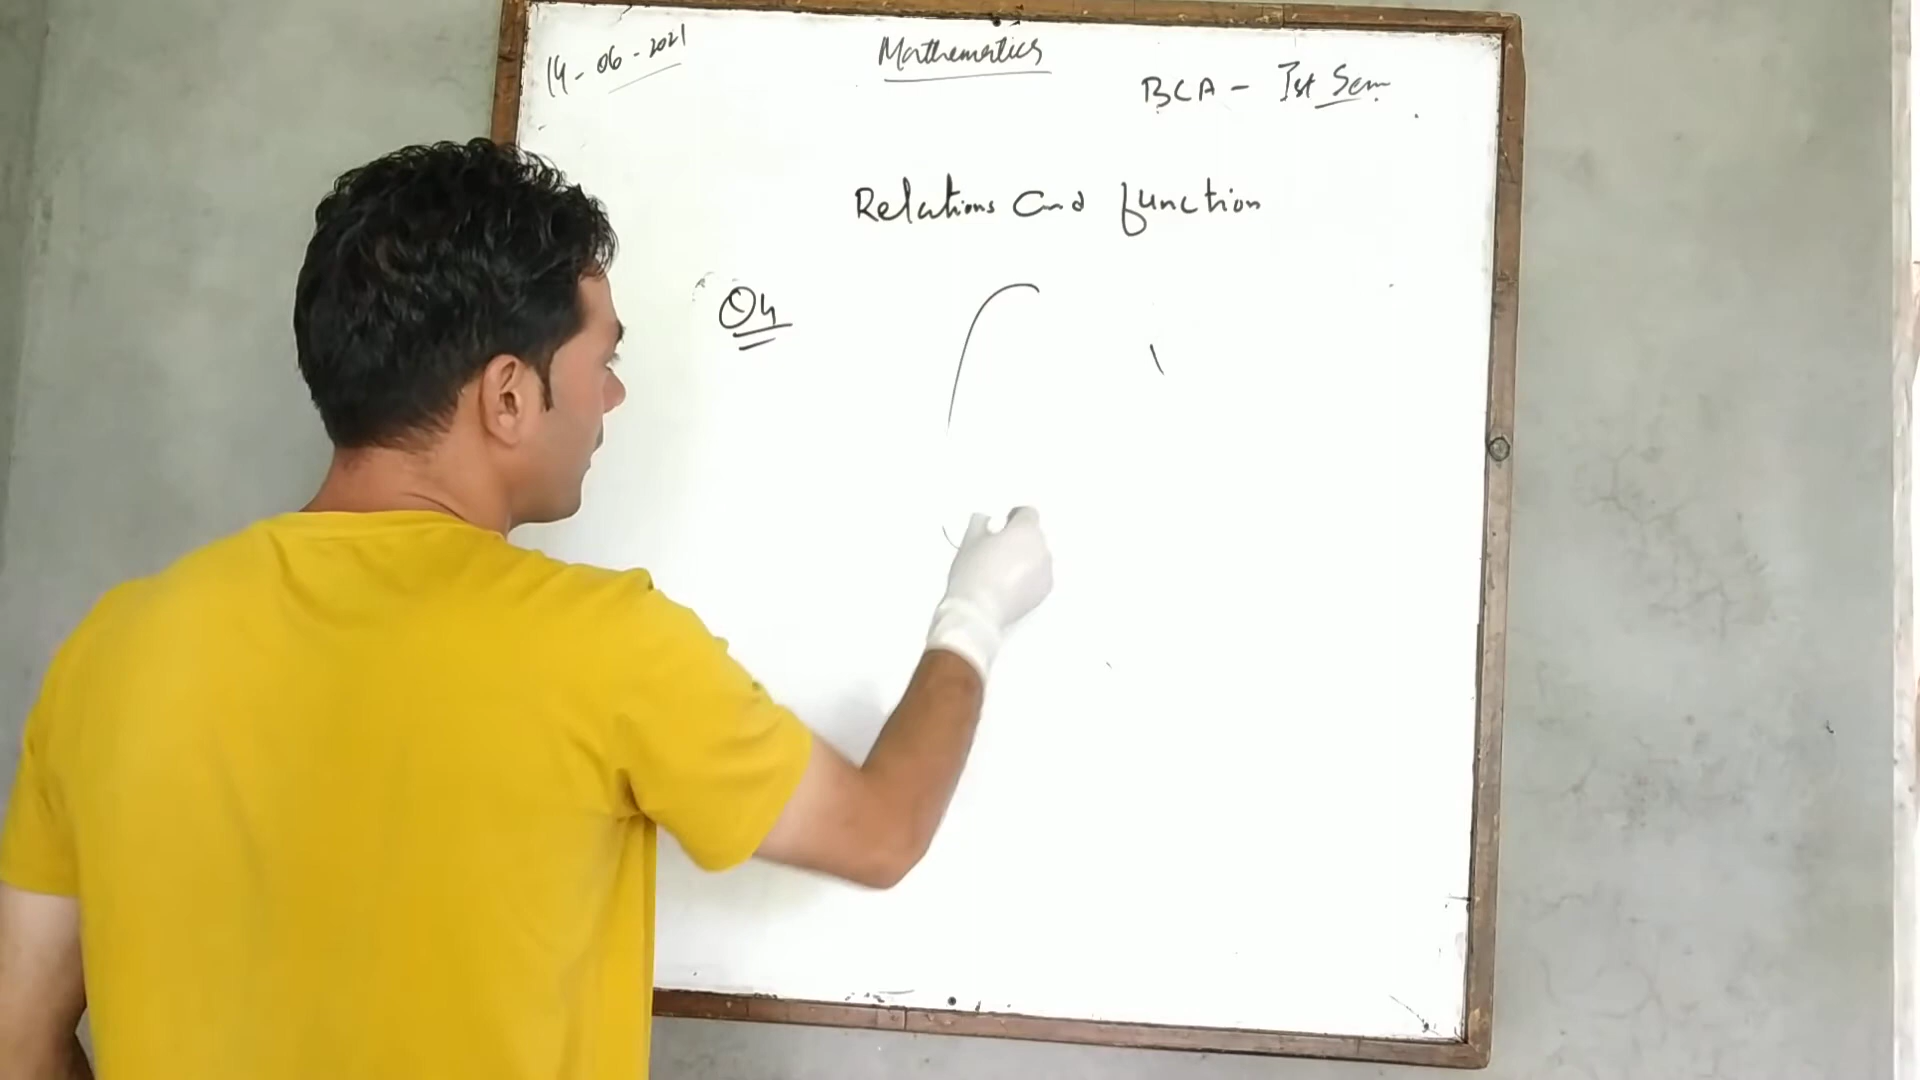 14-06-2021
Mathematics
BCA - Ist Sem
Relations and function
Q4